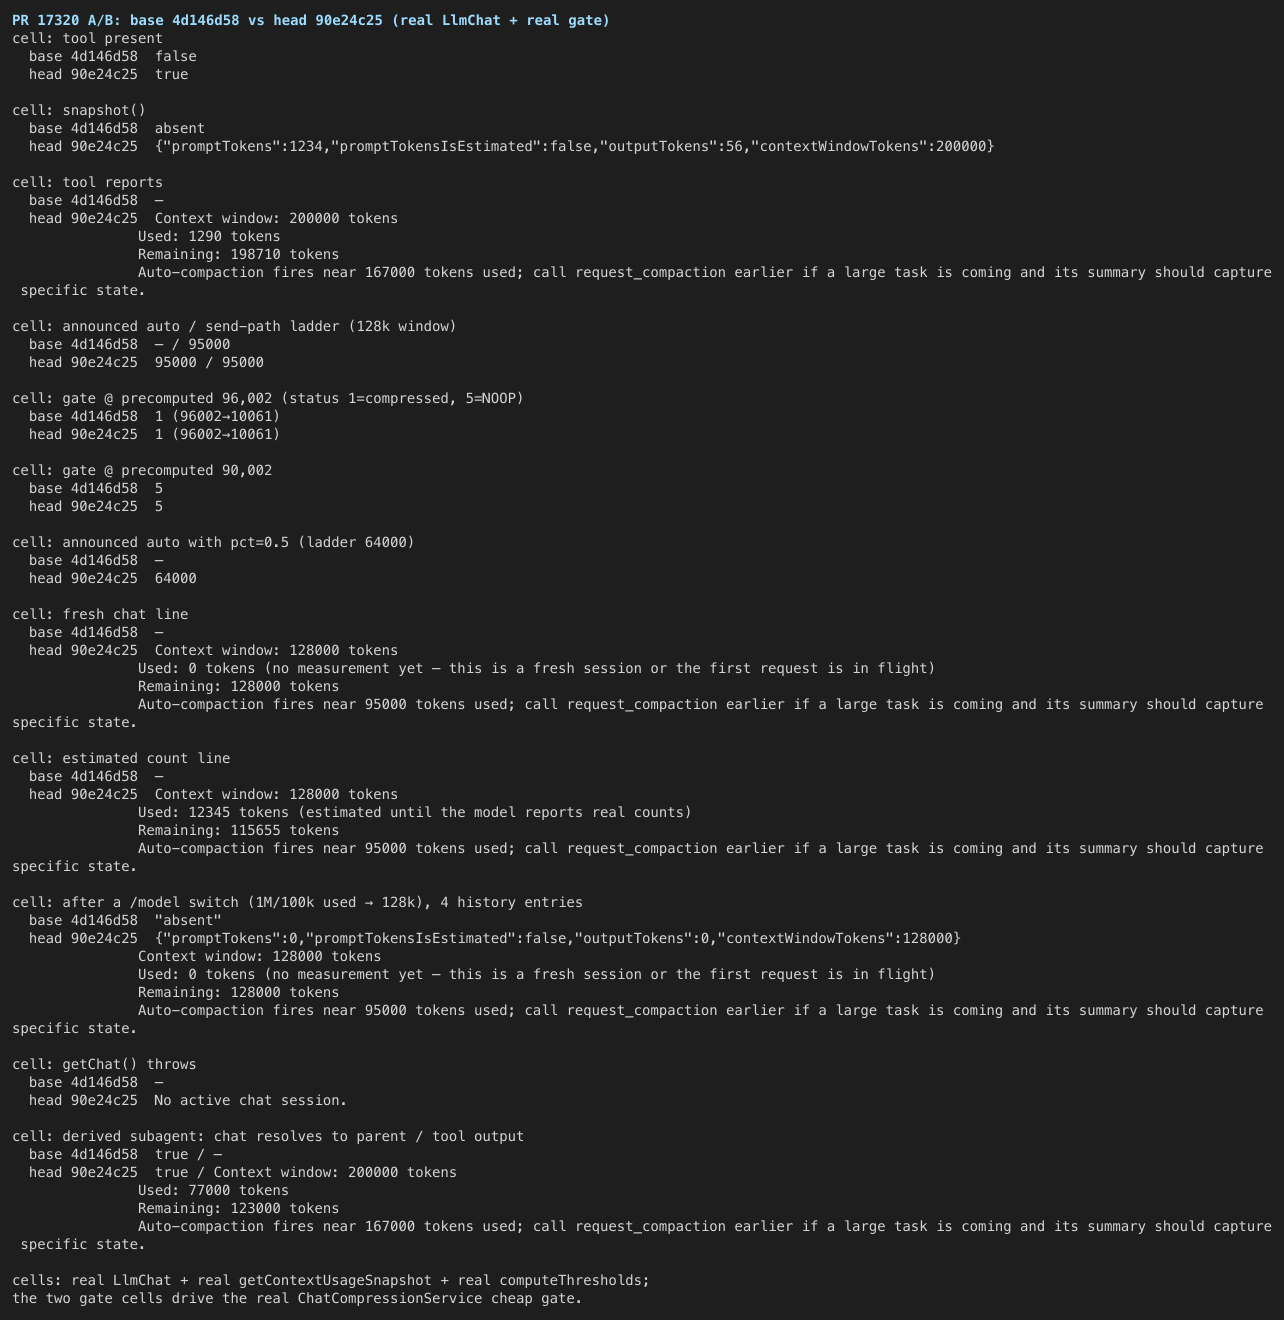 PR 17320 A/B: base 4d146d58 vs head 90e24c25 (real LlmChat + real gate)
cell: tool present
  base 4d146d58  false
  head 90e24c25  true

cell: snapshot()
  base 4d146d58  absent
  head 90e24c25  {"promptTokens":1234,"promptTokensIsEstimated":false,"outputTokens":56,"contextWindowTokens":200000}

cell: tool reports
  base 4d146d58  —
  head 90e24c25  Context window: 200000 tokens
               Used: 1290 tokens
               Remaining: 198710 tokens
               Auto-compaction fires near 167000 tokens used; call request_compaction earlier if a large task is coming and its summary should capture
 specific state.

cell: announced auto / send-path ladder (128k window)
  base 4d146d58  — / 95000
  head 90e24c25  95000 / 95000

cell: gate @ precomputed 96,002 (status 1=compressed, 5=NOOP)
  base 4d146d58  1 (96002→10061)
  head 90e24c25  1 (96002→10061)

cell: gate @ precomputed 90,002
  base 4d146d58  5
  head 90e24c25  5

cell: announced auto with pct=0.5 (ladder 64000)
  base 4d146d58  —
  head 90e24c25  64000

cell: fresh chat line
  base 4d146d58  —
  head 90e24c25  Context window: 128000 tokens
               Used: 0 tokens (no measurement yet — this is a fresh session or the first request is in flight)
               Remaining: 128000 tokens
               Auto-compaction fires near 95000 tokens used; call request_compaction earlier if a large task is coming and its summary should capture
specific state.

cell: estimated count line
  base 4d146d58  —
  head 90e24c25  Context window: 128000 tokens
               Used: 12345 tokens (estimated until the model reports real counts)
               Remaining: 115655 tokens
               Auto-compaction fires near 95000 tokens used; call request_compaction earlier if a large task is coming and its summary should capture
specific state.

cell: after a /model switch (1M/100k used → 128k), 4 history entries
  base 4d146d58  "absent"
  head 90e24c25  {"promptTokens":0,"promptTokensIsEstimated":false,"outputTokens":0,"contextWindowTokens":128000}
               Context window: 128000 tokens
               Used: 0 tokens (no measurement yet — this is a fresh session or the first request is in flight)
               Remaining: 128000 tokens
               Auto-compaction fires near 95000 tokens used; call request_compaction earlier if a large task is coming and its summary should capture
specific state.

cell: getChat() throws
  base 4d146d58  —
  head 90e24c25  No active chat session.

cell: derived subagent: chat resolves to parent / tool output
  base 4d146d58  true / —
  head 90e24c25  true / Context window: 200000 tokens
               Used: 77000 tokens
               Remaining: 123000 tokens
               Auto-compaction fires near 167000 tokens used; call request_compaction earlier if a large task is coming and its summary should capture
 specific state.

cells: real LlmChat + real getContextUsageSnapshot + real computeThresholds;
the two gate cells drive the real ChatCompressionService cheap gate.